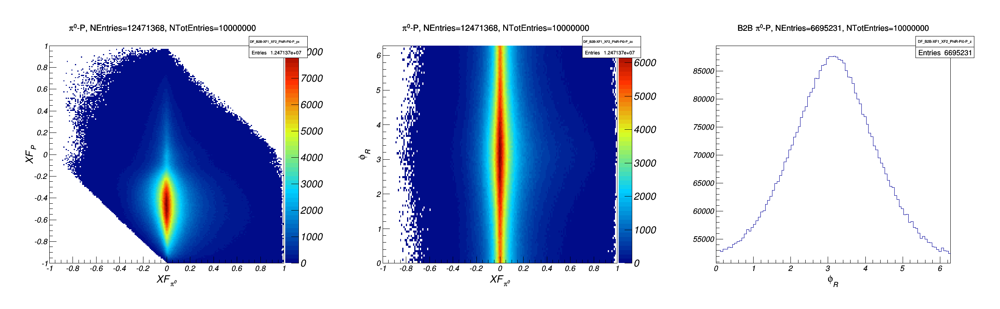 π⁰-P, NEntries=12471368, NTotEntries=10000000
DF_B2B-XF1_XF2_PhiR-Pi0-P_yx
Entries 1.247137e+07
1
0.8
0.6
0.4
0.2
0
-0.2
-0.4
-0.6
-0.8
-1
XF_P
-1 -0.8 -0.6 -0.4 -0.2 0 0.2 0.4 0.6 0.8 1
XF_π⁰
000
7000
6000
5000
4000
3000
2000
1000
0
π⁰-P, NEntries=12471368, NTotEntries=10000000
DF_B2B-XF1_XF2_PhiR-Pi0-P_zx
Entries 1.247137e+07
6
5
4
3
2
1
0
ϕ_R
-1 -0.8 -0.6 -0.4 -0.2 0 0.2 0.4 0.6 0.8 1
XF_π⁰
6000
5000
4000
3000
2000
1000
0
B2B π⁰-P, NEntries=6695231, NTotEntries=10000000
DF_B2B-XF1_XF2_PhiR-Pi0-P_z
Entries 6695231
85000
80000
75000
70000
65000
60000
55000
0 1 2 3 4 5 6
ϕ_R